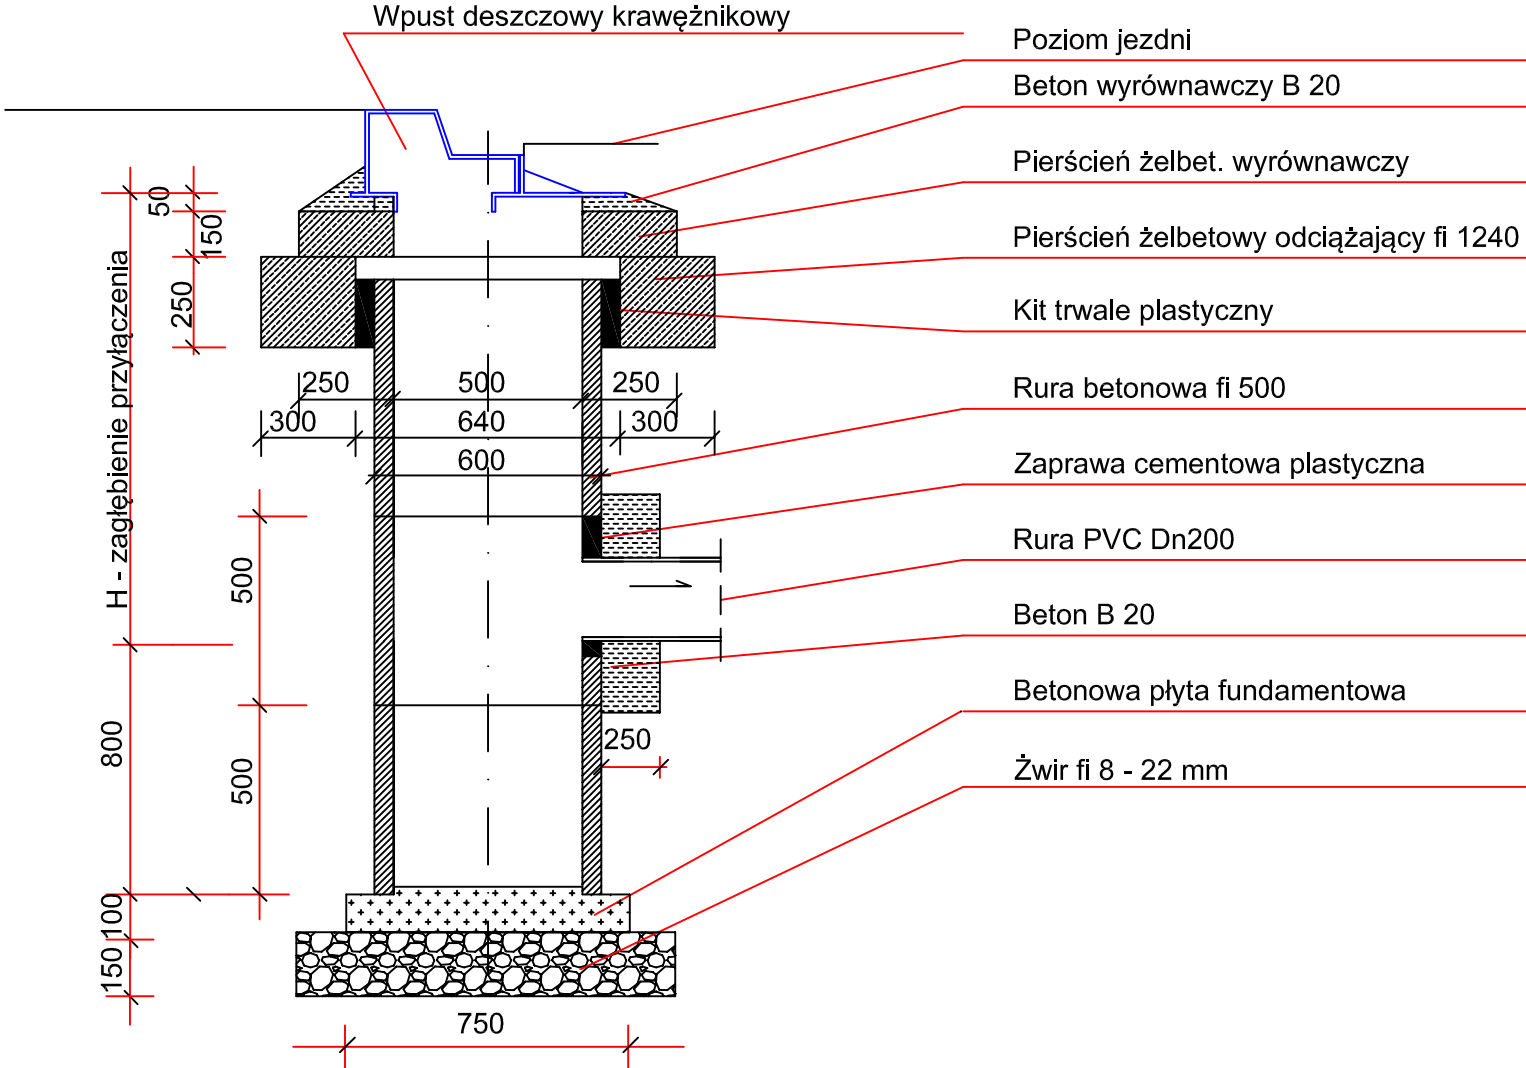 Wpust deszczowy krawężnikowy
Poziom jezdni
Beton wyrównawczy B 20
Pierścień żelbet. wyrównawczy
Pierścień żelbetowy odciążający fi 1240
Kit trwale plastyczny
Rura betonowa fi 500
Zaprawa cementowa plastyczna
Rura PVC Dn200
Beton B 20
Betonowa płyta fundamentowa
Żwir fi 8 - 22 mm
50
150
250
H - zagłębienie przyłączenia
250
500
250
300
640
300
600
500
500
800
250
100
150
750